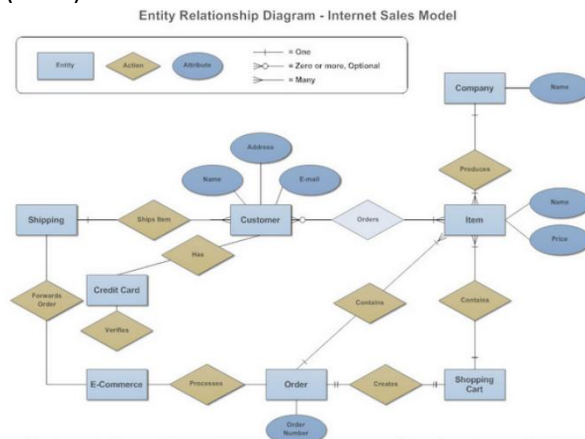 Entity Relationship Diagram - Internet Sales Model
Entity
Action
Attribute
= One
= Zero or more, Optional
= Many
Company
Name
Address
Produces
Name
E-mail
Name
Shipping
Ships Item
Customer
Orders
Item
Price
Has
Forwards
Order
Credit Card
Contains
Contains
Verifies
E-Commerce
Processes
Order
Creates
Shopping
Cart
Order
Number